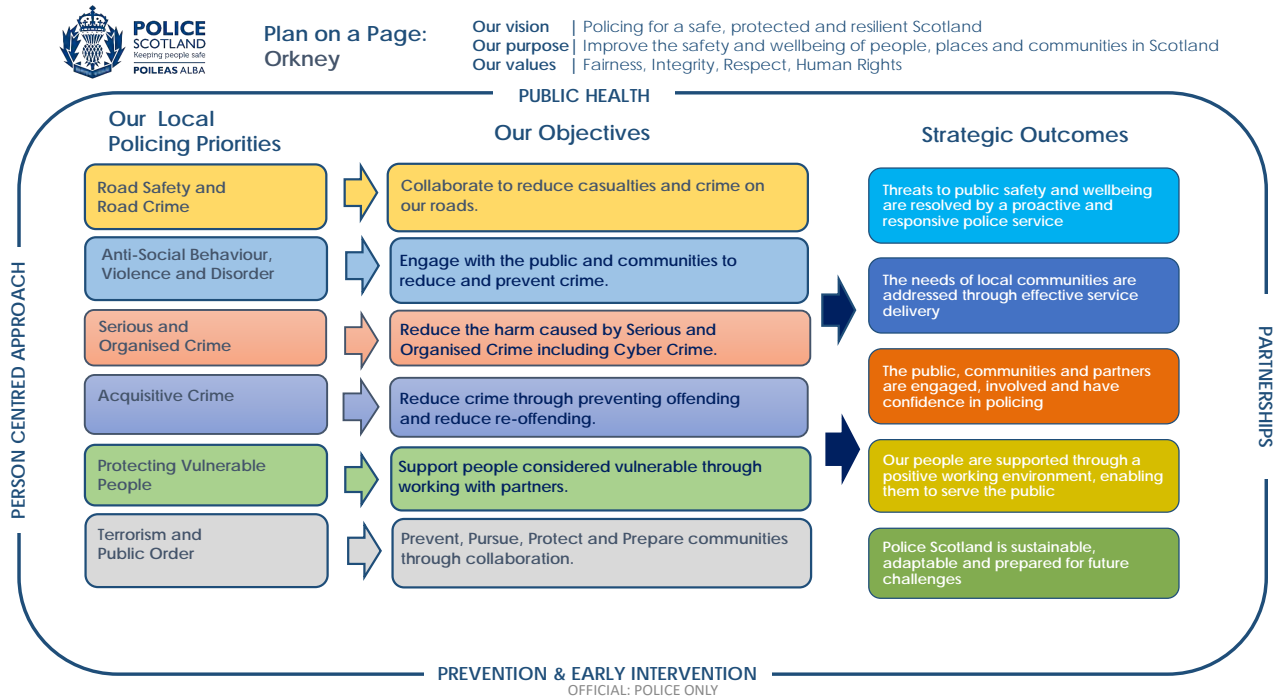 POLICE
SCOTLAND
Keeping people safe
POILEAS ALBA
Plan on a Page:
Orkney
Our vision | Policing for a safe, protected and resilient Scotland
Our purpose | Improve the safety and wellbeing of people, places and communities in Scotland
Our values | Fairness, Integrity, Respect, Human Rights
PUBLIC HEALTH
PERSON CENTRED APPROACH
Our Local
Policing Priorities
Road Safety and
Road Crime
Anti-Social Behaviour,
Violence and Disorder
Serious and
Organised Crime
Acquisitive Crime
Protecting Vulnerable
People
Terrorism and
Public Order
Our Objectives
Collaborate to reduce casualties and crime on
our roads.
Engage with the public and communities to
reduce and prevent crime.
Reduce the harm caused by Serious and
Organised Crime including Cyber Crime.
Reduce crime through preventing offending
and reduce re-offending.
Support people considered vulnerable through
working with partners.
Prevent, Pursue, Protect and Prepare communities
through collaboration.
Strategic Outcomes
Threats to public safety and wellbeing
are resolved by a proactive and
responsive police service
The needs of local communities are
addressed through effective service
delivery
The public, communities and partners
are engaged, involved and have
confidence in policing
Our people are supported through a
positive working environment, enabling
them to serve the public
Police Scotland is sustainable,
adaptable and prepared for future
challenges
PARTNERSHIPS
PREVENTION & EARLY INTERVENTION
OFFICIAL: POLICE ONLY